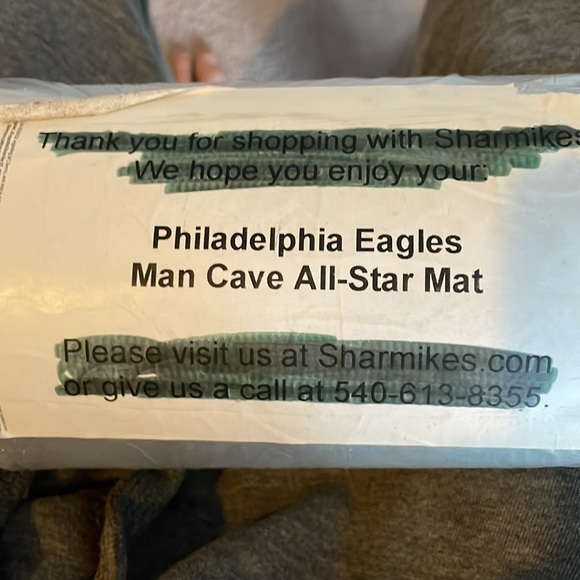 Thank you for shopping with Sharmikes
We hope you enjoy your:
Philadelphia Eagles
Man Cave All-Star Mat
Please visit us at Sharmikes.com
or give us a call at 540-613-8355.